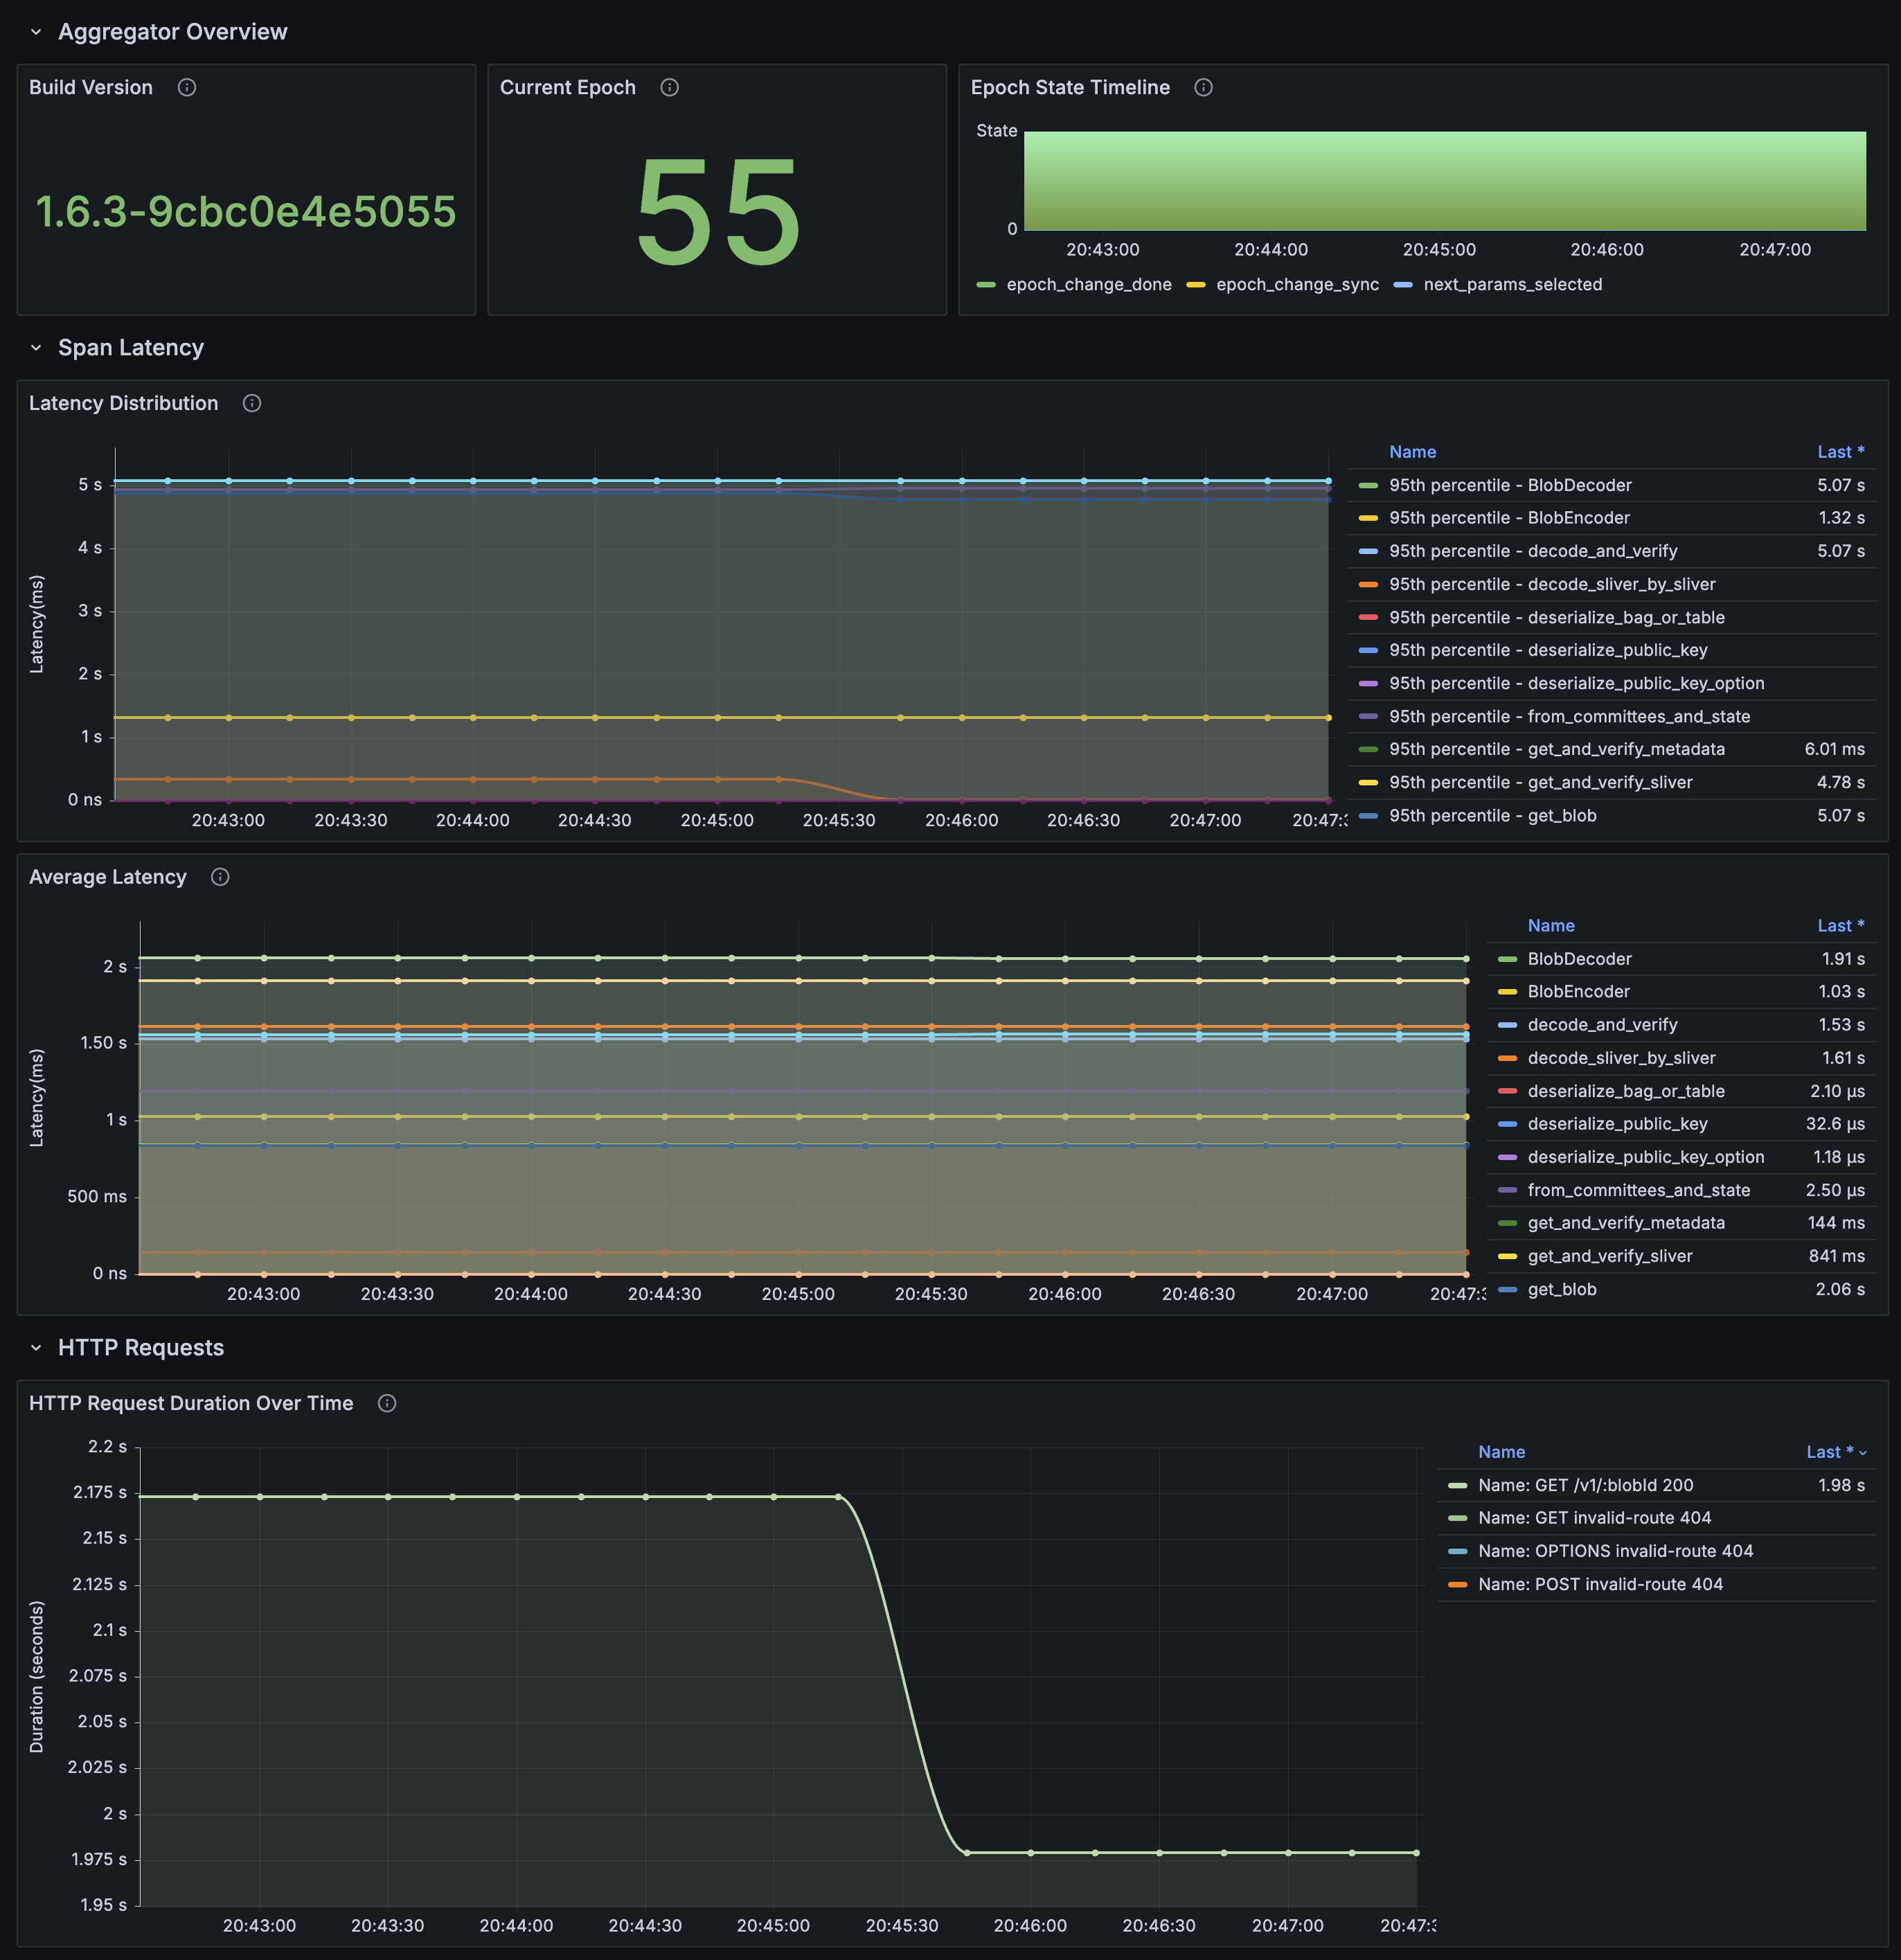 Aggregator Overview
Build Version
1.6.3-9cbc0e4e5055
Current Epoch
55
Epoch State Timeline
State
0
20:43:00 20:44:00 20:45:00 20:46:00 20:47:00
epoch_change_done epoch_change_sync next_params_selected
Span Latency
Latency Distribution
Latency(ms)
5 s
4 s
3 s
2 s
1 s
0 ns
20:43:00 20:43:30 20:44:00 20:44:30 20:45:00 20:45:30 20:46:00 20:46:30 20:47:00 20:47:3
Name Last *
95th percentile - BlobDecoder 5.07 s
95th percentile - BlobEncoder 1.32 s
95th percentile - decode_and_verify 5.07 s
95th percentile - decode_sliver_by_sliver
95th percentile - deserialize_bag_or_table
95th percentile - deserialize_public_key
95th percentile - deserialize_public_key_option
95th percentile - from_committees_and_state
95th percentile - get_and_verify_metadata 6.01 ms
95th percentile - get_and_verify_sliver 4.78 s
95th percentile - get_blob 5.07 s
Average Latency
Latency(ms)
2 s
1.50 s
1 s
500 ms
0 ns
20:43:00 20:43:30 20:44:00 20:44:30 20:45:00 20:45:30 20:46:00 20:46:30 20:47:00 20:47:3
Name Last *
BlobDecoder 1.91 s
BlobEncoder 1.03 s
decode_and_verify 1.53 s
decode_sliver_by_sliver 1.61 s
deserialize_bag_or_table 2.10 µs
deserialize_public_key 32.6 µs
deserialize_public_key_option 1.18 µs
from_committees_and_state 2.50 µs
get_and_verify_metadata 144 ms
get_and_verify_sliver 841 ms
get_blob 2.06 s
HTTP Requests
HTTP Request Duration Over Time
Duration (seconds)
2.2 s
2.175 s
2.15 s
2.125 s
2.1 s
2.075 s
2.05 s
2.025 s
2 s
1.975 s
1.95 s
20:43:00 20:43:30 20:44:00 20:44:30 20:45:00 20:45:30 20:46:00 20:46:30 20:47:00 20:47:3
Name Last *
Name: GET /v1/:blobId 200 1.98 s
Name: GET invalid-route 404
Name: OPTIONS invalid-route 404
Name: POST invalid-route 404